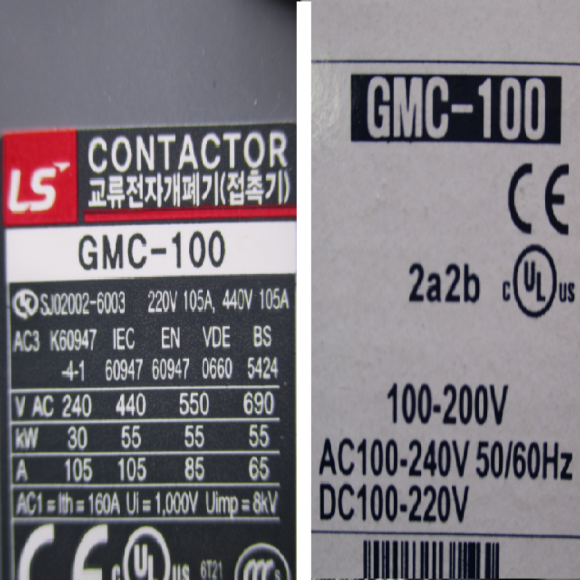 LS
CONTACTOR
교류전자개폐기(접촉기)
GMC-100
SJ02002-6003 220V 105A, 440V 105A
AC3 K60947 IEC EN VDE BS
-4-1 60947 60947 0660 5424
V AC 240 440 550 690
kW 30 55 55 55
A 105 105 85 65
AC1 = Ith = 160A Ui = 1,000V Uimp = 8kV
CE c UL us 6T21
GMC-100
CE
2a2b c UL us
100-200V
AC100-240V 50/60Hz
DC100-220V